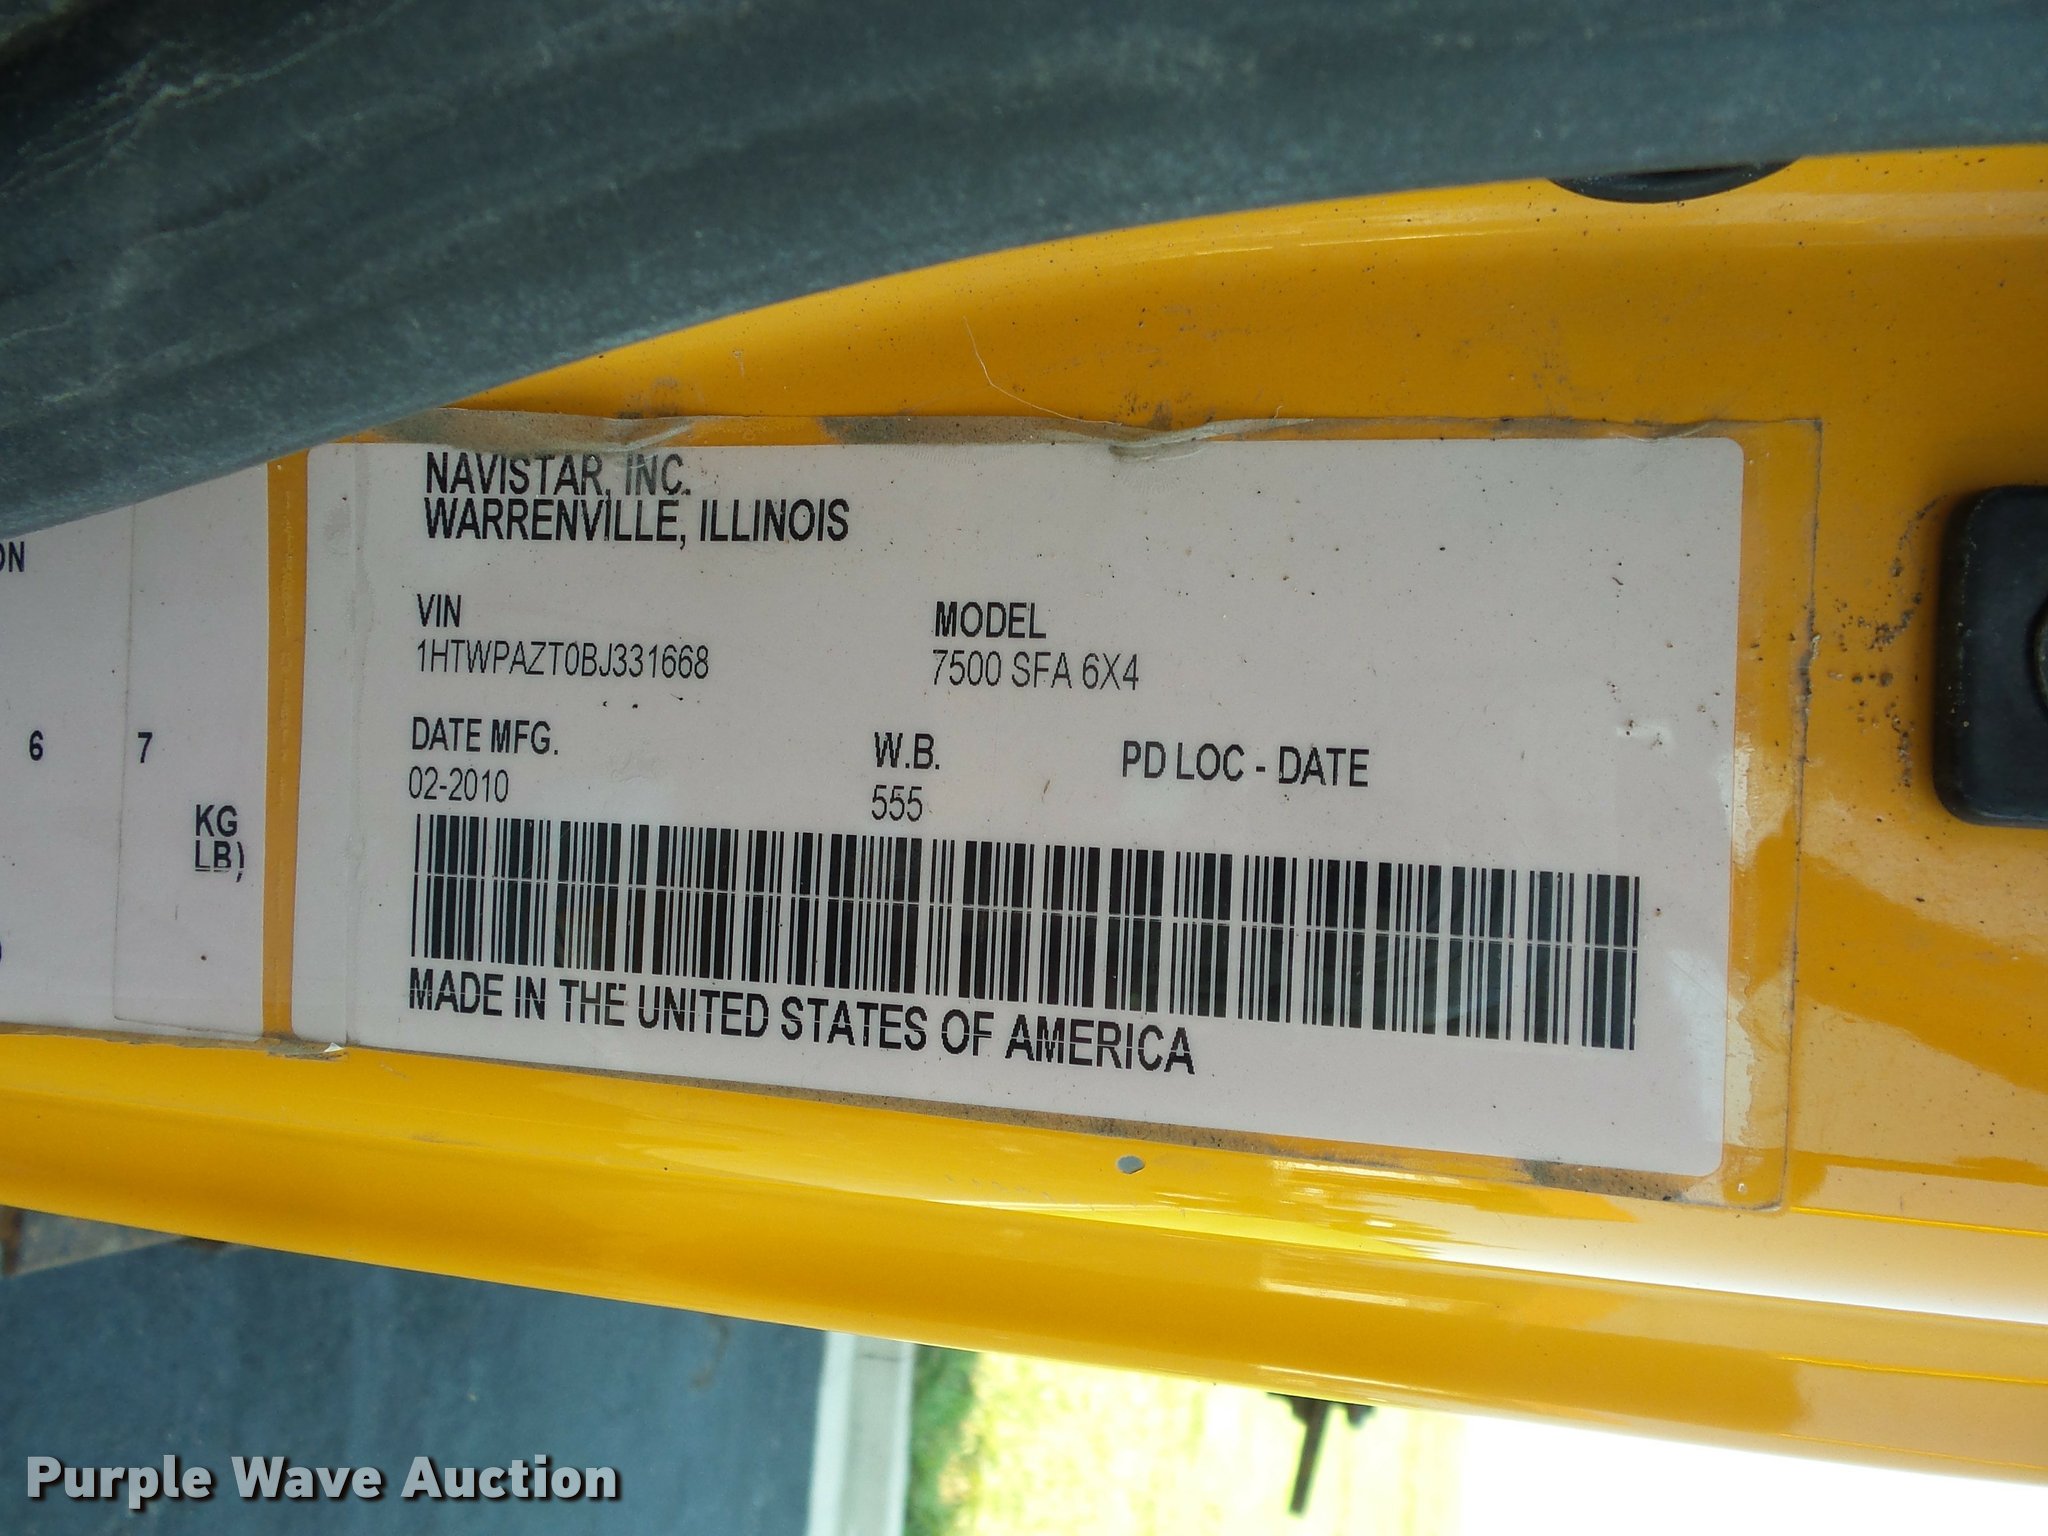 NAVISTAR, INC.
WARRENVILLE, ILLINOIS
VIN MODEL
1HTWPAZT0BJ331668 7500 SFA 6X4
DATE MFG. W.B. PD LOC - DATE
02-2010 555
MADE IN THE UNITED STATES OF AMERICA
ON
6 7
KG
LB)
Purple Wave Auction